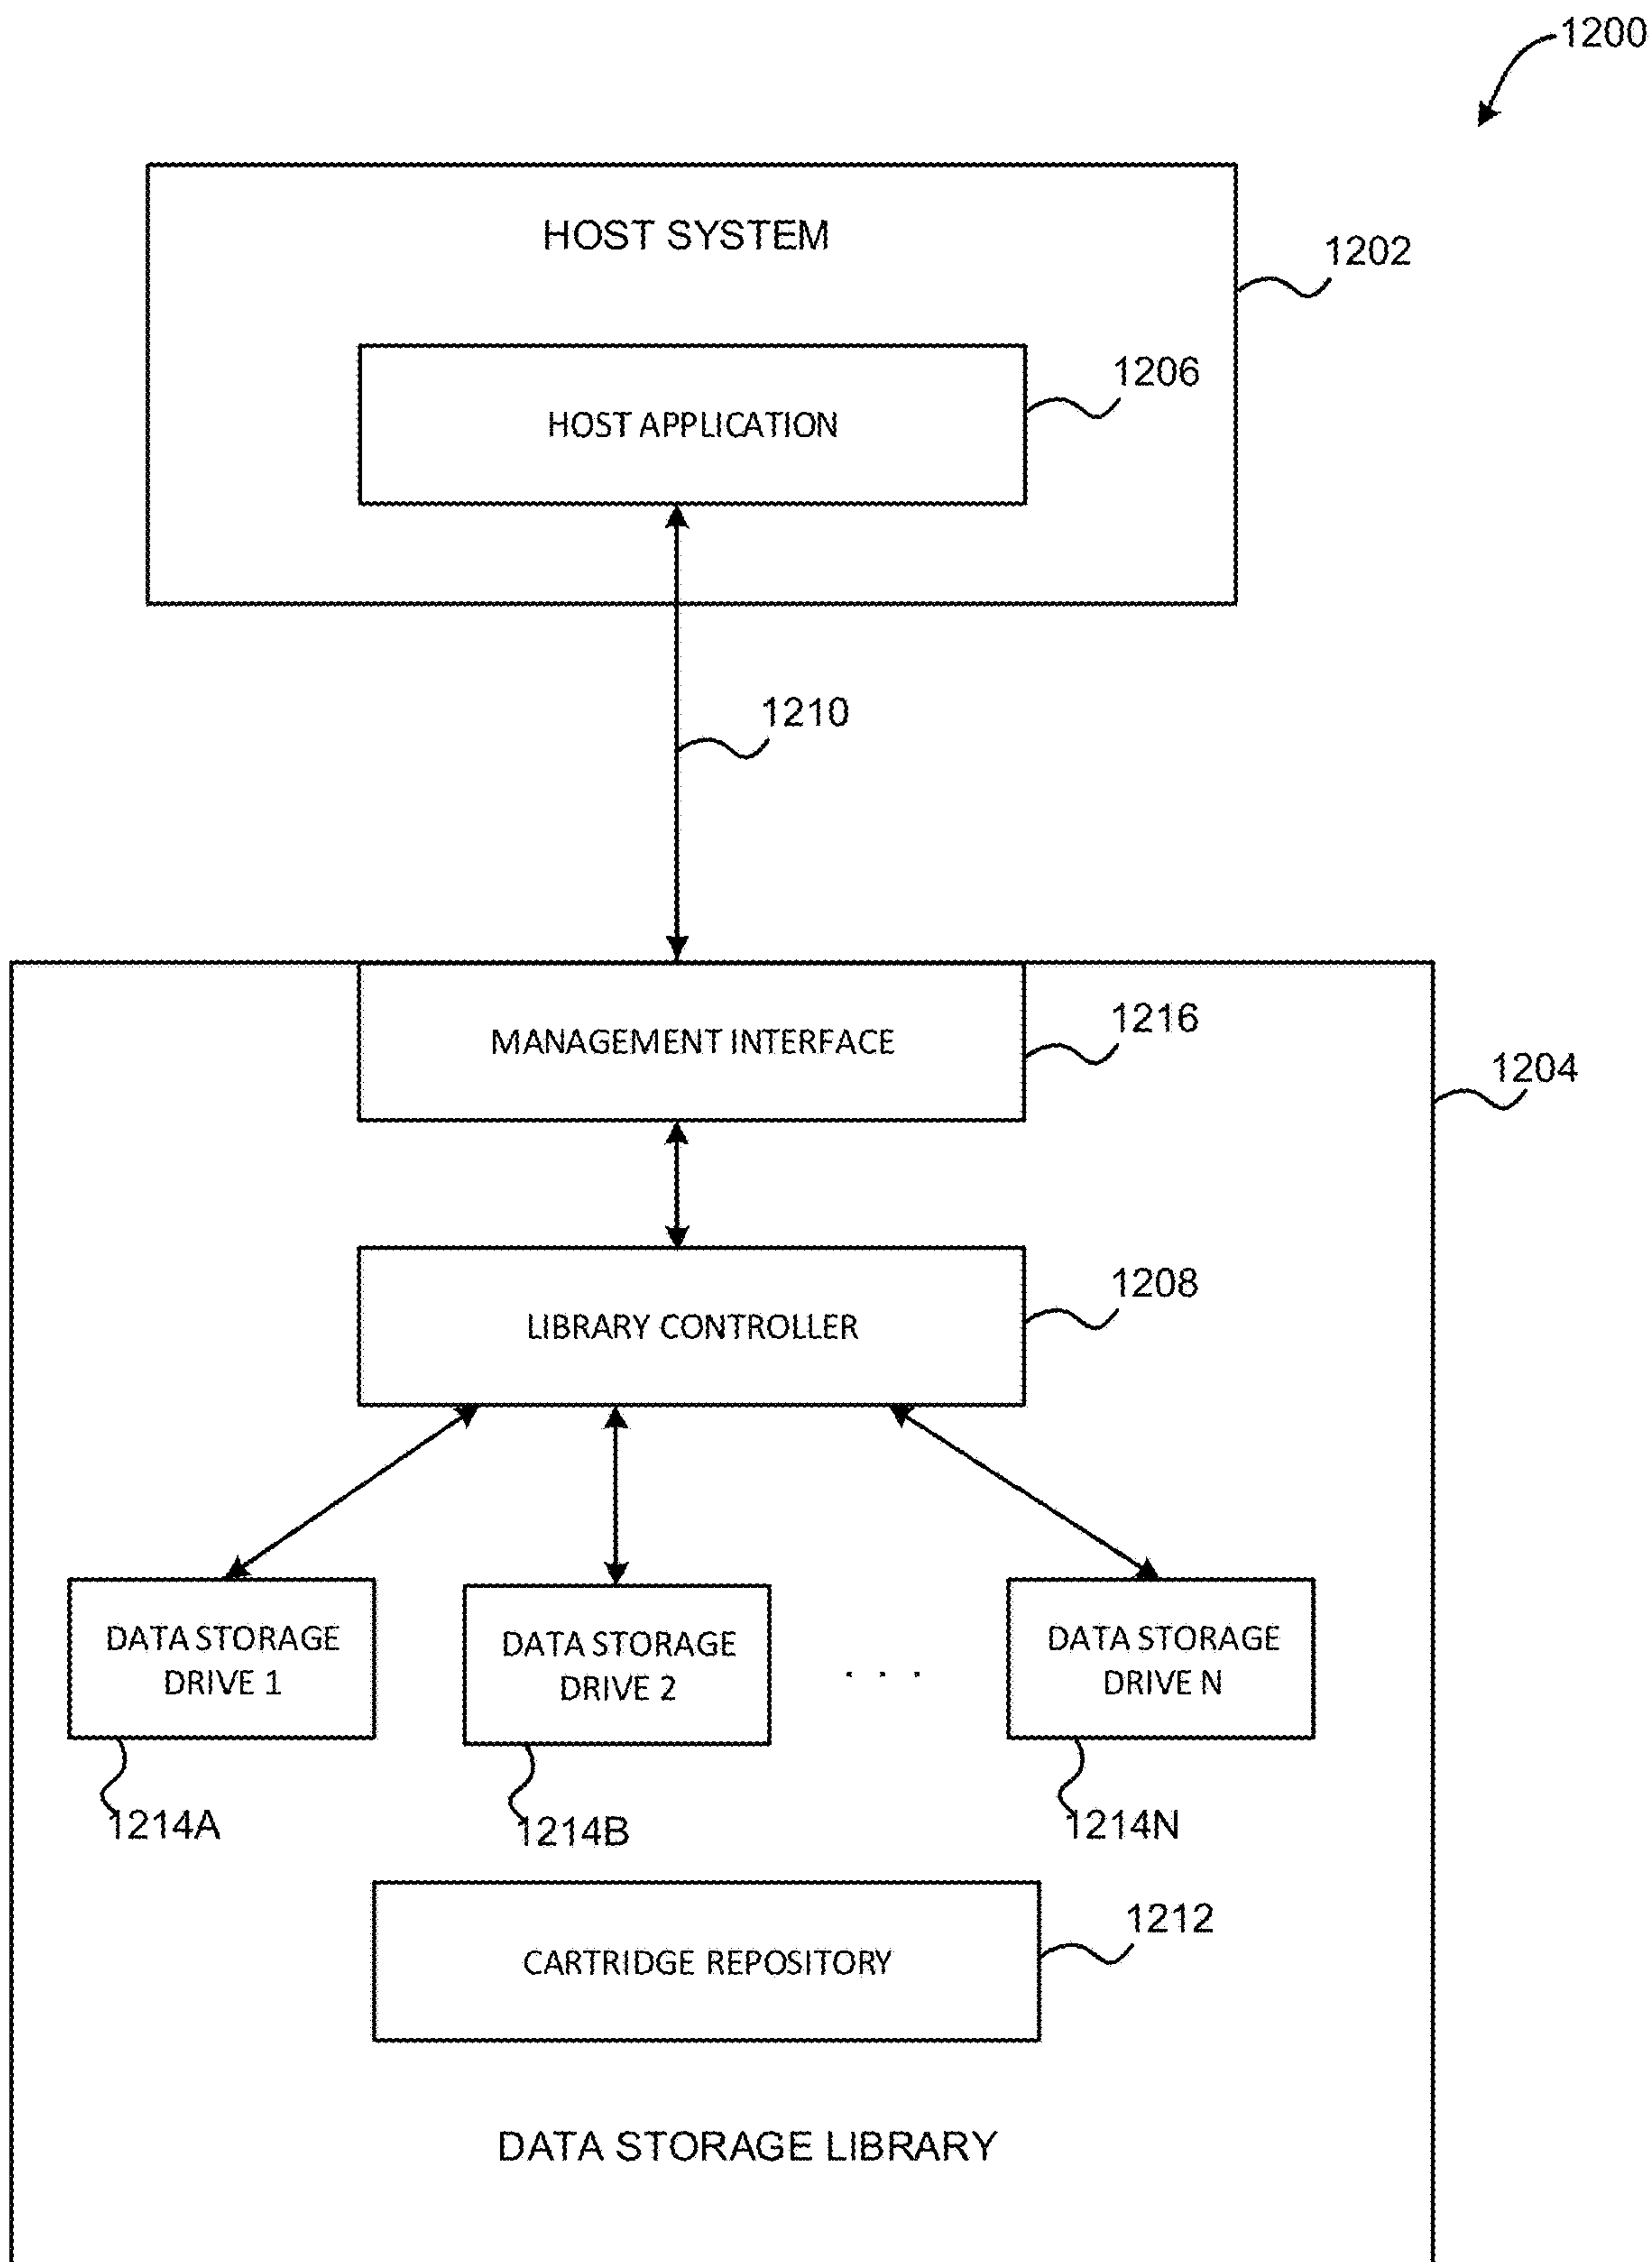 1200
HOST SYSTEM
1202
1206
HOST APPLICATION
1210
1216
MANAGEMENT INTERFACE
1204
1208
LIBRARY CONTROLLER
DATA STORAGE
DRIVE 1
DATA STORAGE
DRIVE 2
. . .
DATA STORAGE
DRIVE N
1214A
1214B
1214N
1212
CARTRIDGE REPOSITORY
DATA STORAGE LIBRARY